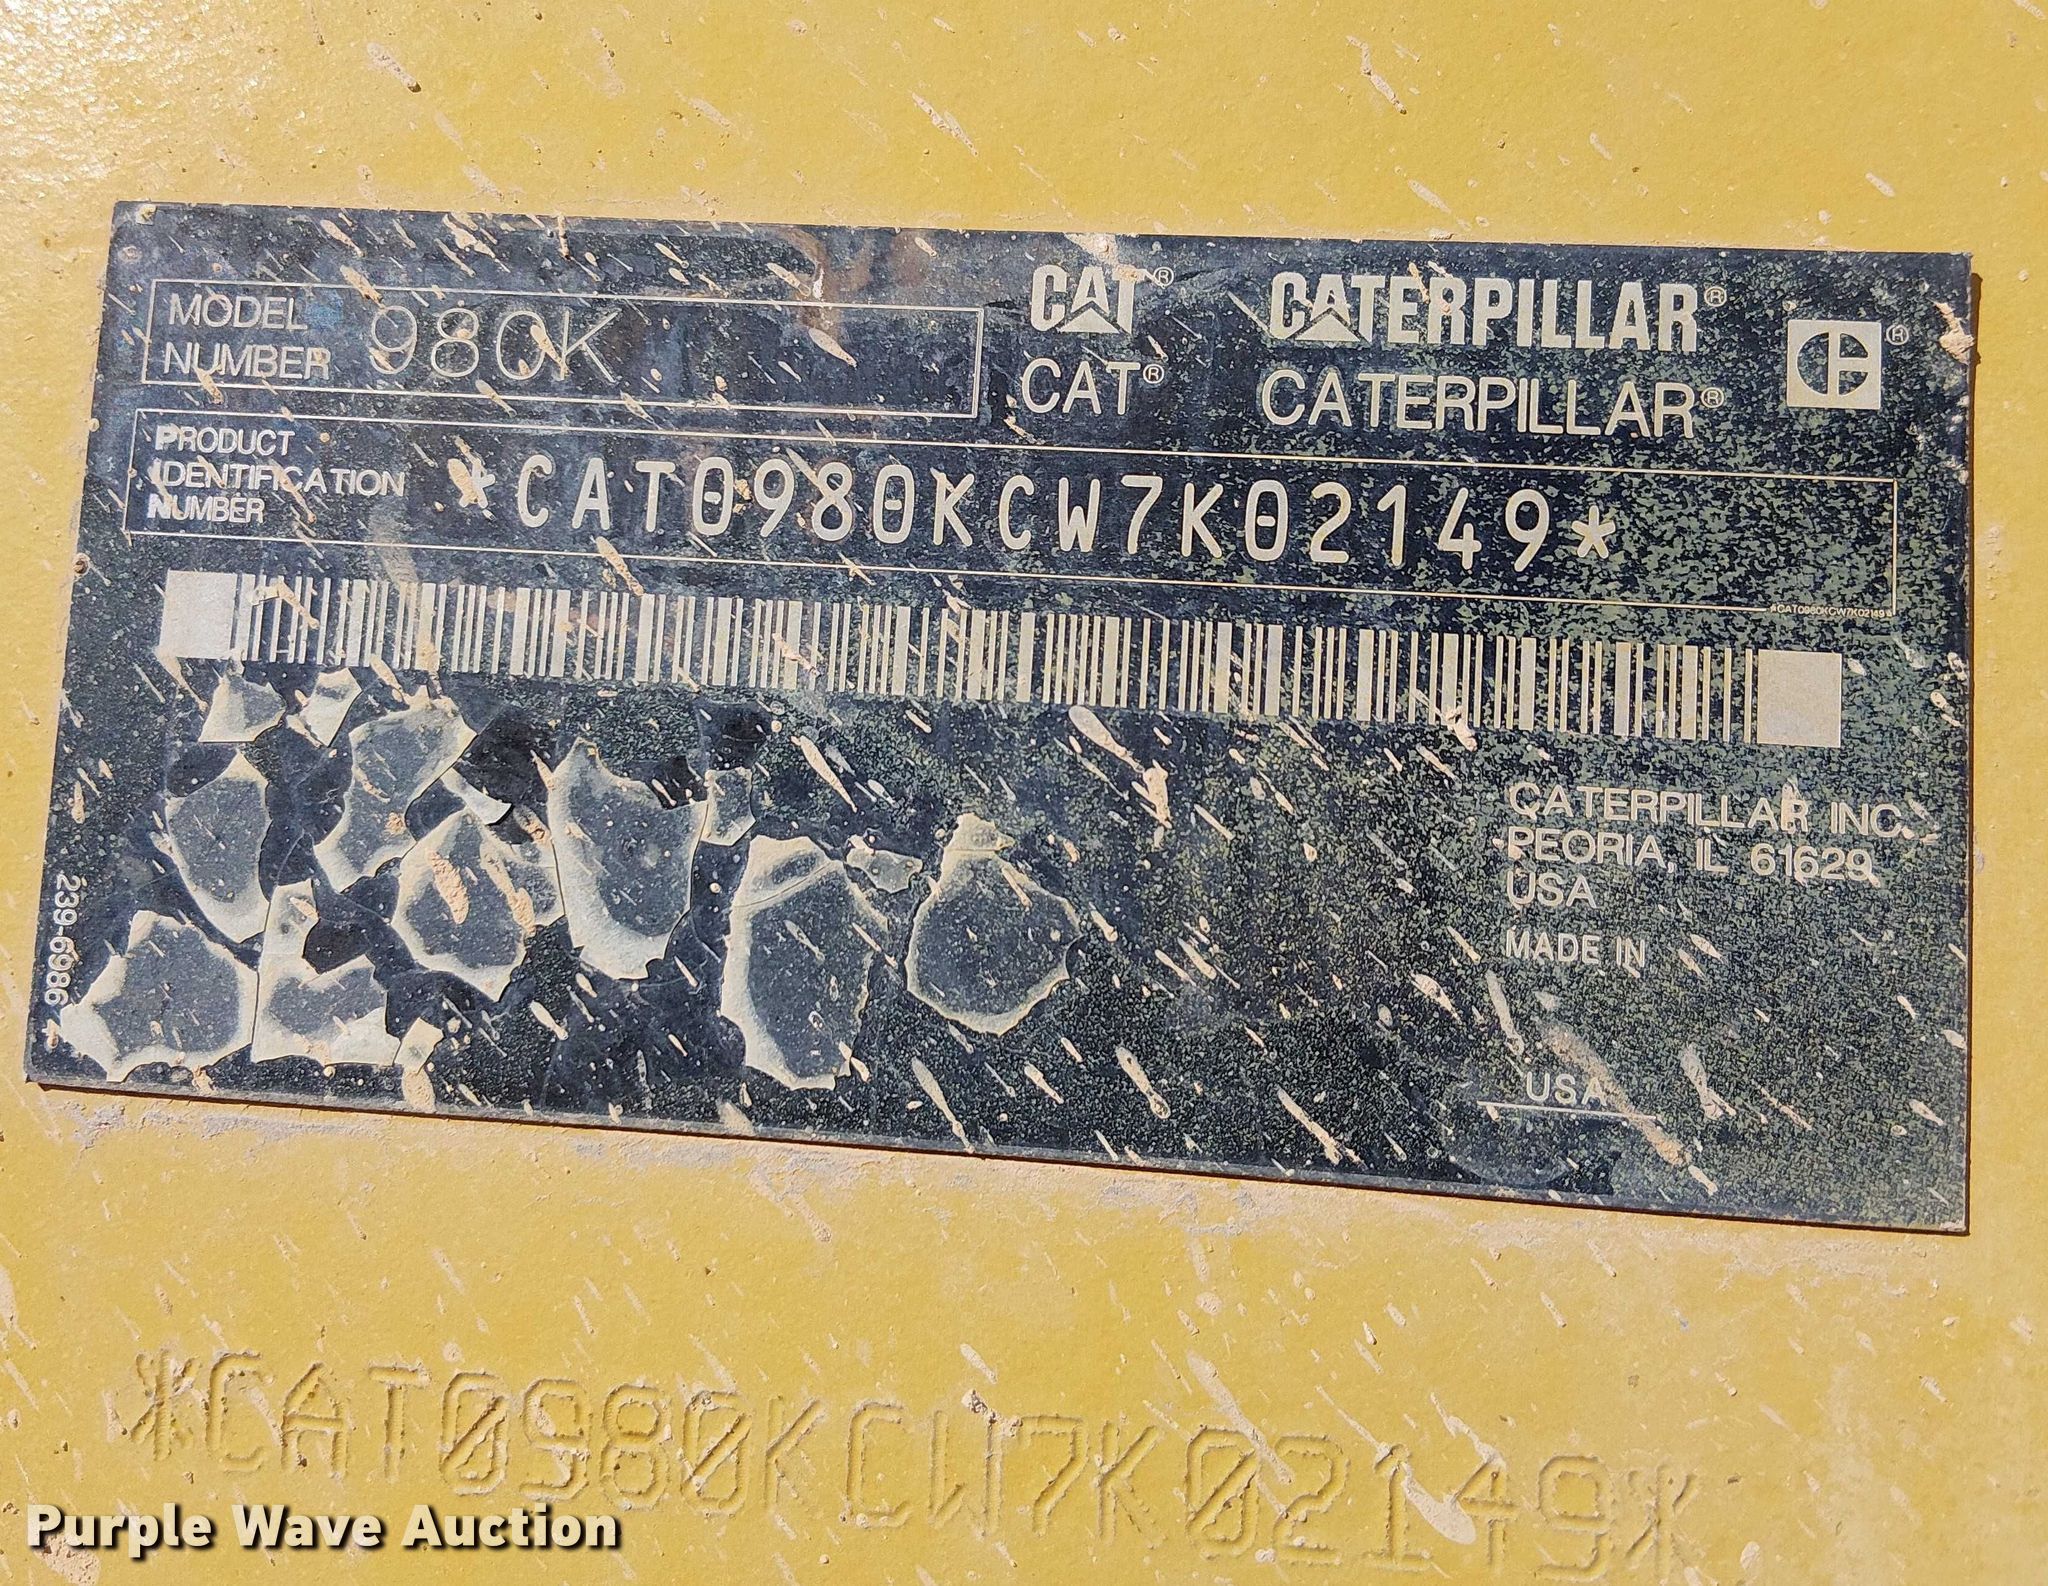 MODEL NUMBER 980K
CAT® CATERPILLAR®
CAT® CATERPILLAR®
PRODUCT IDENTIFICATION NUMBER *CAT0980KCW7K02149*
*CAT0980KCW7K02149*
CATERPILLAR INC.
PEORIA, IL 61629
USA
MADE IN
USA
239-6986
*CAT0980KCW7K02149*
Purple Wave Auction